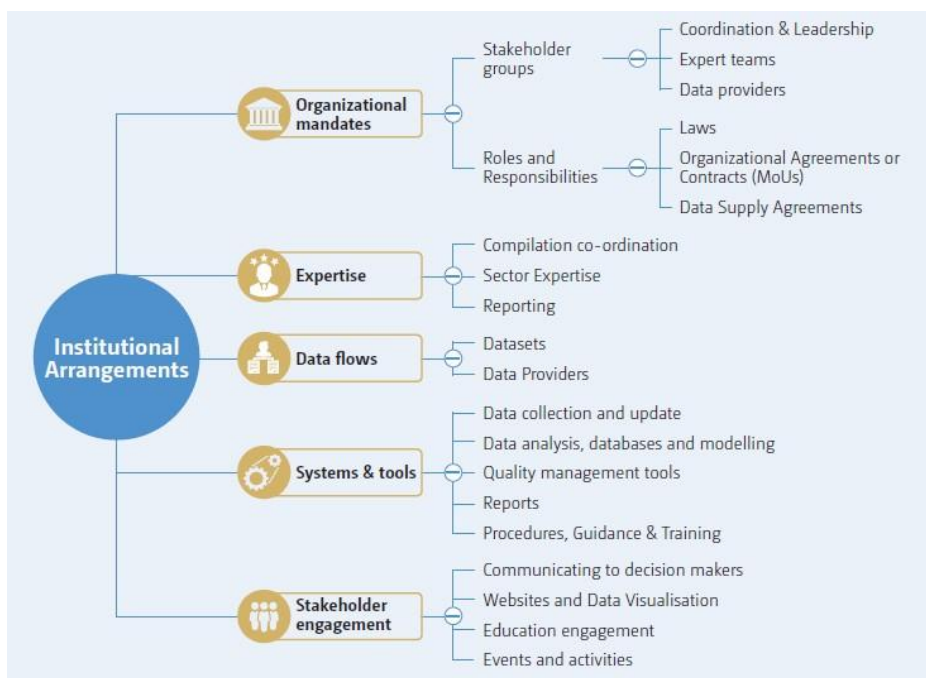 Institutional
Arrangements
Organizational
mandates
Stakeholder
groups
Coordination & Leadership
Expert teams
Data providers
Roles and
Responsibilities
Laws
Organizational Agreements or
Contracts (MoUs)
Data Supply Agreements
Expertise
Compilation co-ordination
Sector Expertise
Reporting
Data flows
Datasets
Data Providers
Systems & tools
Data collection and update
Data analysis, databases and modelling
Quality management tools
Reports
Procedures, Guidance & Training
Stakeholder
engagement
Communicating to decision makers
Websites and Data Visualisation
Education engagement
Events and activities